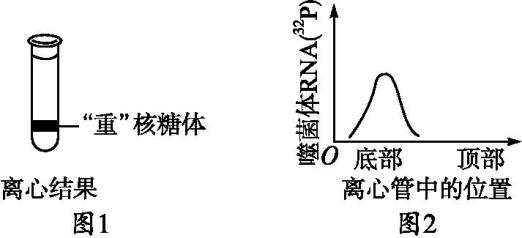 “重”核糖体
离心结果
图1
噬菌体RNA(³²P)
O 底部 顶部
离心管中的位置
图2